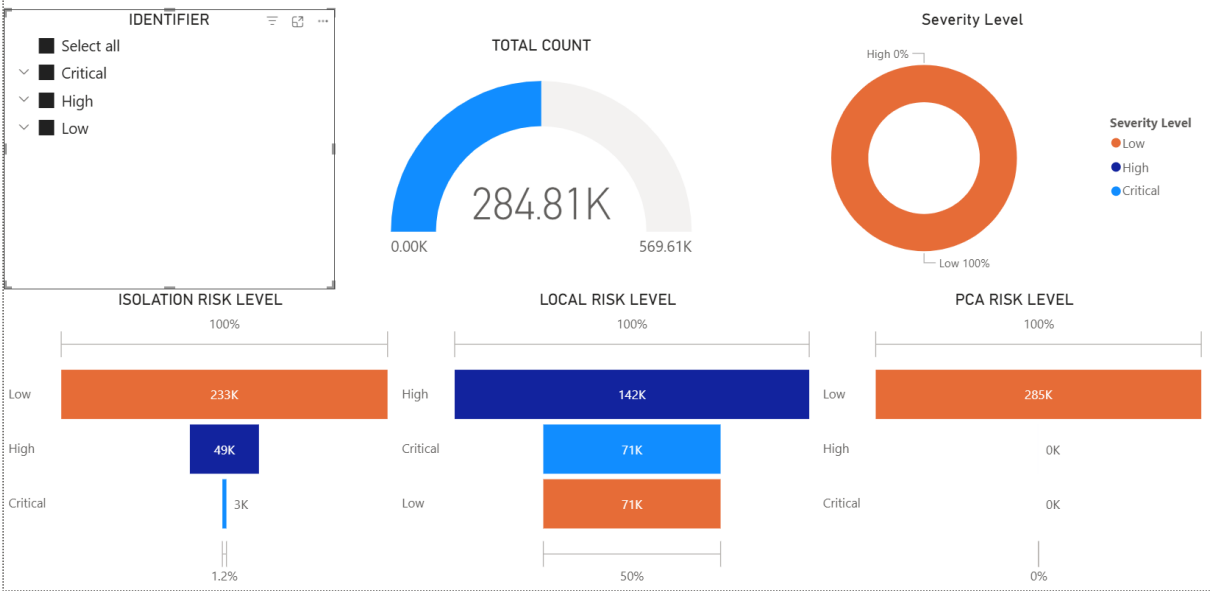 IDENTIFIER
Select all
Critical
High
Low
TOTAL COUNT
284.81K
0.00K
569.61K
Severity Level
High 0%
Low 100%
Severity Level
Low
High
Critical
ISOLATION RISK LEVEL
100%
Low
233K
High
49K
Critical
3K
1.2%
LOCAL RISK LEVEL
100%
High
142K
Critical
71K
Low
71K
50%
PCA RISK LEVEL
100%
Low
285K
High
0K
Critical
0K
0%